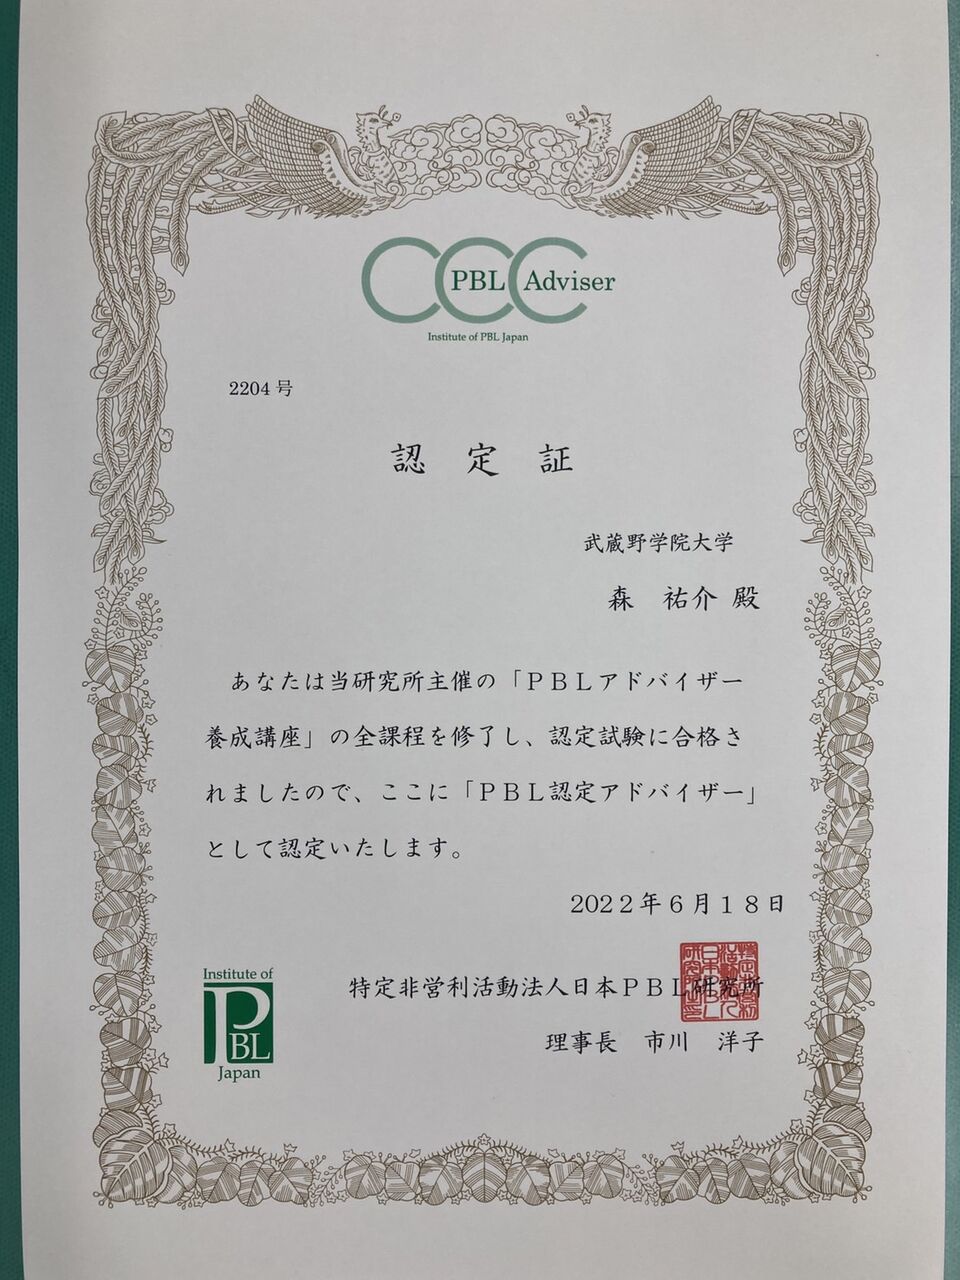 PBL Adviser
Institute of PBL Japan
2204号
認定証
武蔵野学院大学
森　祐介 殿
あなたは当研究所主催の「ＰＢＬアドバイザー
養成講座」の全課程を修了し、認定試験に合格さ
れましたので、ここに「ＰＢＬ認定アドバイザー」
として認定いたします。
2022年６月１８日
特定非営利活動法人日本ＰＢＬ研究所
理事長　市川　洋子
Institute of
PBL
Japan